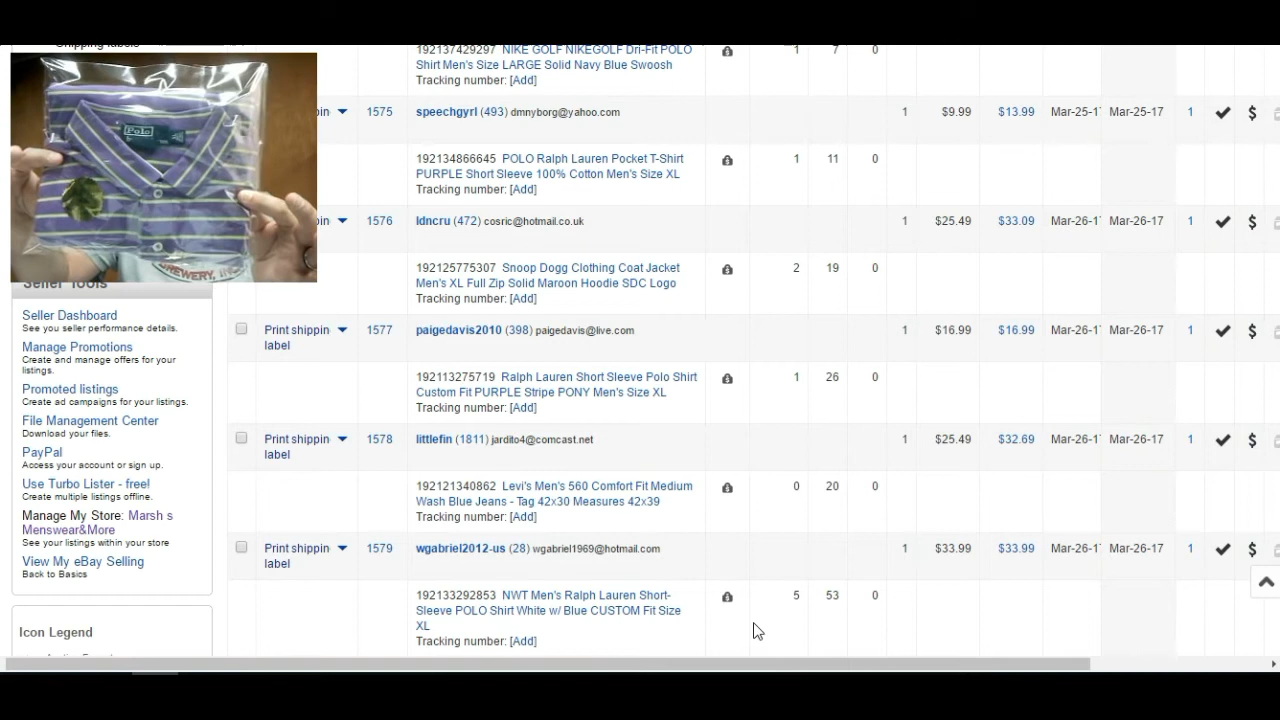 Shipping labels
192137429297 NIKE GOLF NIKEGOLF Dri-Fit POLO 1 7 0
Shirt Men's Size LARGE Solid Navy Blue Swoosh
Tracking number: [Add]
Polo
BREWERY, INC.
1575 speechgyrl (493) dmnyborg@yahoo.com 1 $9.99 $13.99 Mar-25-17 Mar-25-17 1 $
192134866645 POLO Ralph Lauren Pocket T-Shirt 1 11 0
PURPLE Short Sleeve 100% Cotton Men's Size XL
Tracking number: [Add]
1576 ldncru (472) cosric@hotmail.co.uk 1 $25.49 $33.09 Mar-26-17 Mar-26-17 1 $
192125775307 Snoop Dogg Clothing Coat Jacket 2 19 0
Men's XL Full Zip Solid Maroon Hoodie SDC Logo
Tracking number: [Add]
Seller Tools
Seller Dashboard
See you seller performance details.
Manage Promotions
Create and manage offers for your
listings.
Promoted listings
Create ad campaigns for your listings.
File Management Center
Download your files.
PayPal
Access your account or sign up.
Use Turbo Lister - free!
Create multiple listings offline.
Manage My Store: Marsh s
Menswear&More
See your listings within your store
View My eBay Selling
Back to Basics
Icon Legend
Print shippin 1577 paigedavis2010 (398) paigedavis@live.com 1 $16.99 $16.99 Mar-26-17 Mar-26-17 1 $
label
192113275719 Ralph Lauren Short Sleeve Polo Shirt 1 26 0
Custom Fit PURPLE Stripe PONY Men's Size XL
Tracking number: [Add]
Print shippin 1578 littlefin (1811) jardito4@comcast.net 1 $25.49 $32.69 Mar-26-17 Mar-26-17 1 $
label
192121340862 Levi's Men's 560 Comfort Fit Medium 0 20 0
Wash Blue Jeans - Tag 42x30 Measures 42x39
Tracking number: [Add]
Print shippin 1579 wgabriel2012-us (28) wgabriel1969@hotmail.com 1 $33.99 $33.99 Mar-26-17 Mar-26-17 1 $
label
192133292853 NWT Men's Ralph Lauren Short- 5 53 0
Sleeve POLO Shirt White w/ Blue CUSTOM Fit Size
XL
Tracking number: [Add]